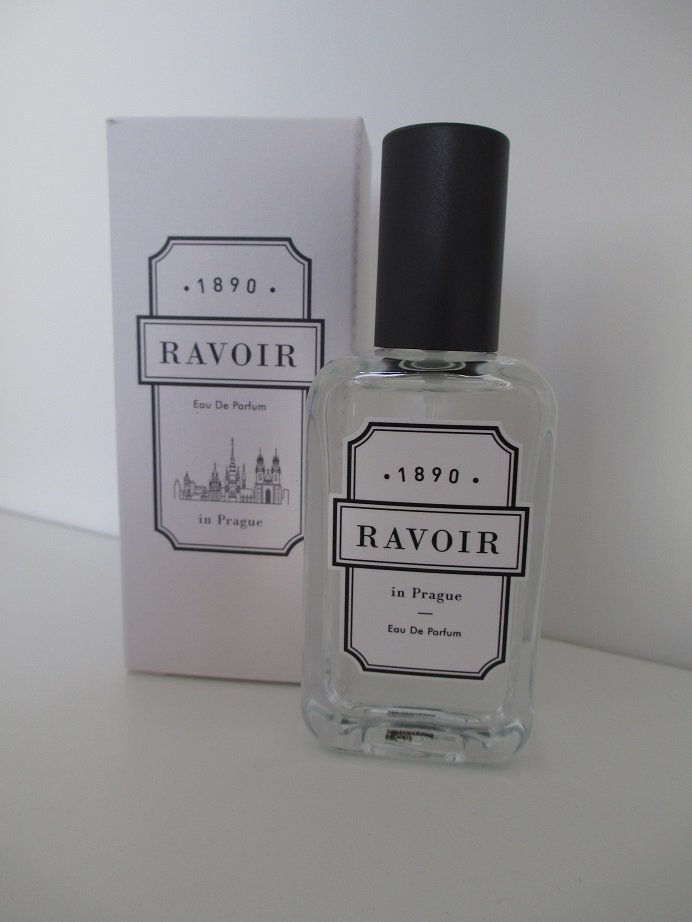 • 1890 •
RAVOIR
Eau De Parfum
in Prague
• 1890 •
RAVOIR
in Prague
Eau De Parfum